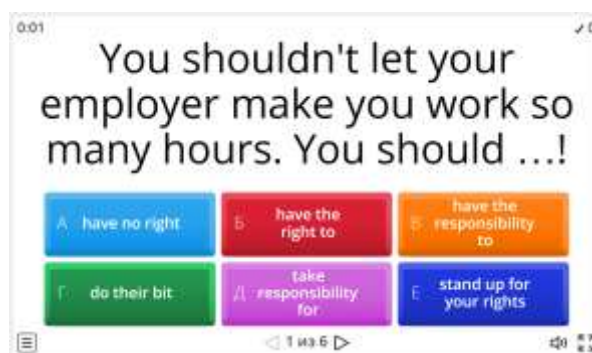 0:01
✓ 0
You shouldn't let your
employer make you work so
many hours. You should ...!
А have no right
Б have the
right to
В have the
responsibility
to
Г do their bit
Д take
responsibility
for
Е stand up for
your rights
1 из 6